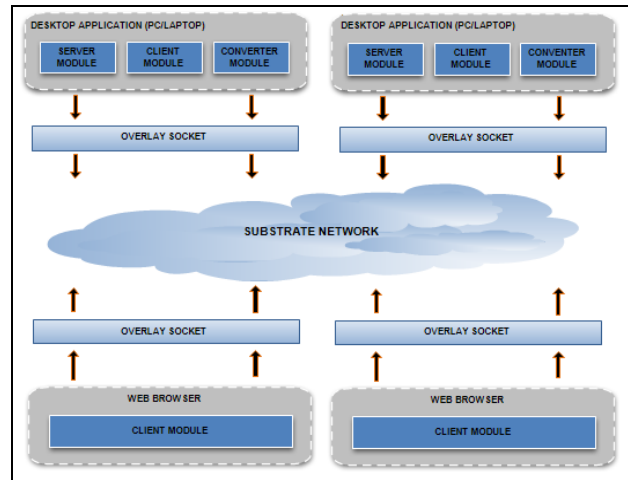 DESKTOP APPLICATION (PC/LAPTOP)
SERVER
MODULE
CLIENT
MODULE
CONVERTER
MODULE
DESKTOP APPLICATION (PC/LAPTOP)
SERVER
MODULE
CLIENT
MODULE
CONVENTER
MODULE
OVERLAY SOCKET
OVERLAY SOCKET
SUBSTRATE NETWORK
OVERLAY SOCKET
OVERLAY SOCKET
WEB BROWSER
CLIENT MODULE
WEB BROWSER
CLIENT MODULE